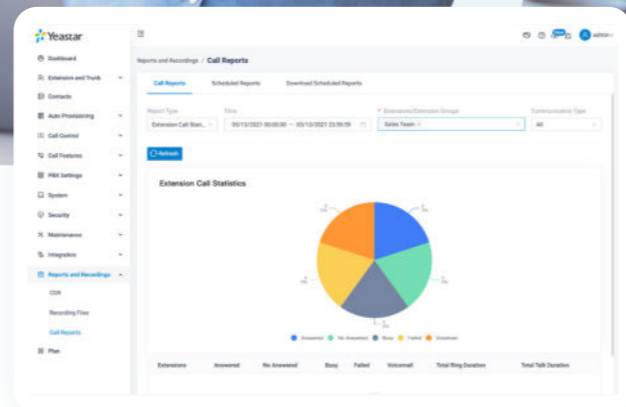 Yeastar
admin
Dashboard
Extension and Trunk
Contacts
Auto Provisioning
Call Control
Call Features
PBX Settings
System
Security
Maintenance
Integration
Reports and Recordings
CDR
Recording Files
Call Reports
Plan
Reports and Recordings / Call Reports
Call Reports Scheduled Reports Download Scheduled Reports
Report Type Time * Extensions/Extension Groups Communication Type
Extension Call Stati... 05/13/2021 00:00:00 ~ 05/13/2021 23:59:59 Sales Team × All
Refresh
Extension Call Statistics
Answered No Answered Busy Failed Voicemail
Extensions Answered No Answered Busy Failed Voicemail Total Ring Duration Total Talk Duration